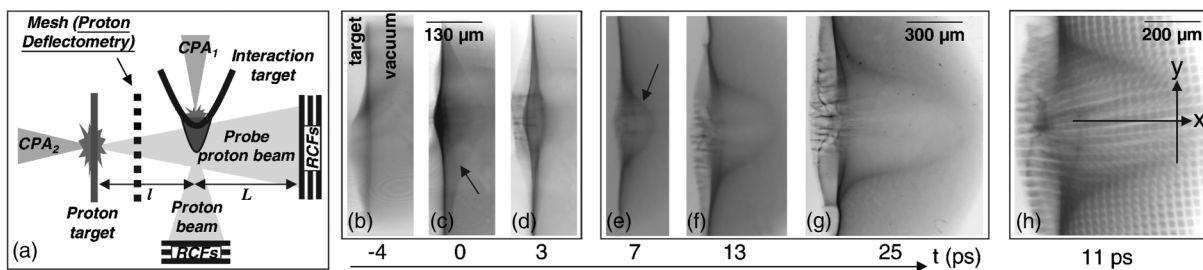 Mesh (Proton
Deflectometry)
CPA1
Interaction
target
CPA2
Probe
proton beam
RCFs
l
L
Proton
target
Proton
beam
RCFs
(a)
target
vacuum
130 µm
(b)
(c)
(d)
300 µm
(e)
(f)
(g)
200 µm
y
x
(h)
-4
0
3
7
13
25
t (ps)
11 ps